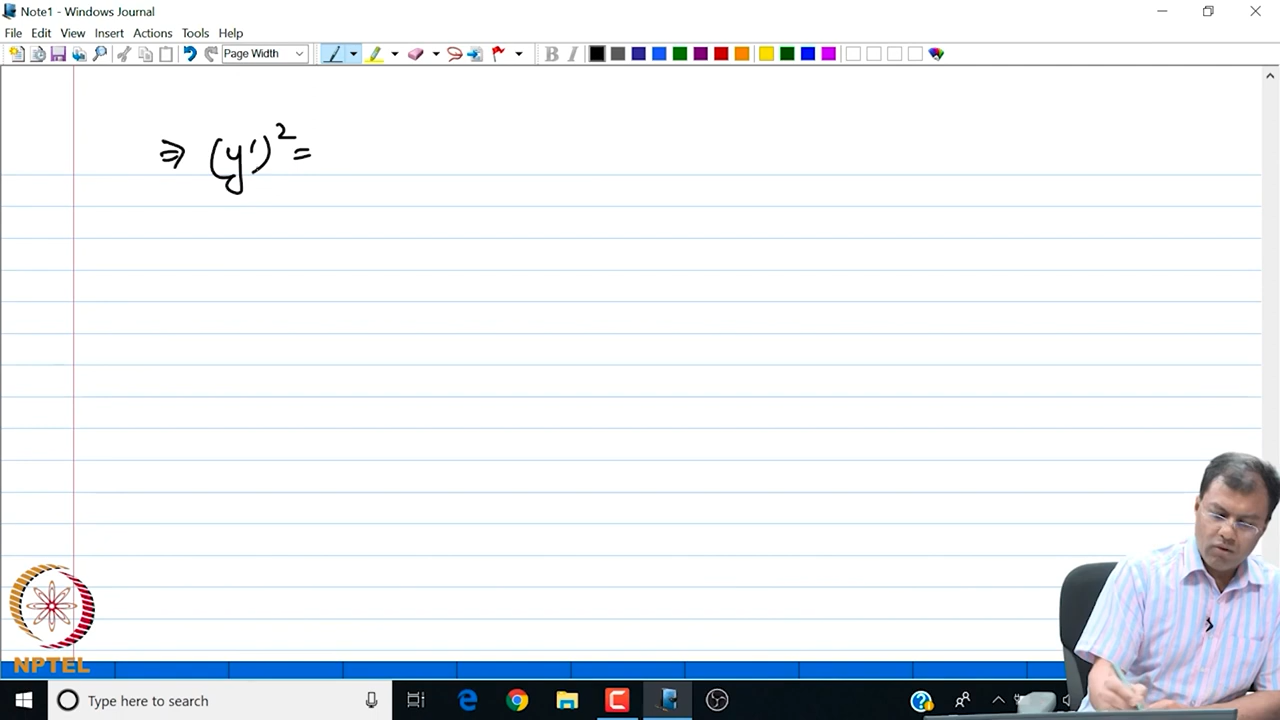 Note1 - Windows Journal
File Edit View Insert Actions Tools Help
Page Width
B I
⇒ (y')² =
NPTEL
Type here to search